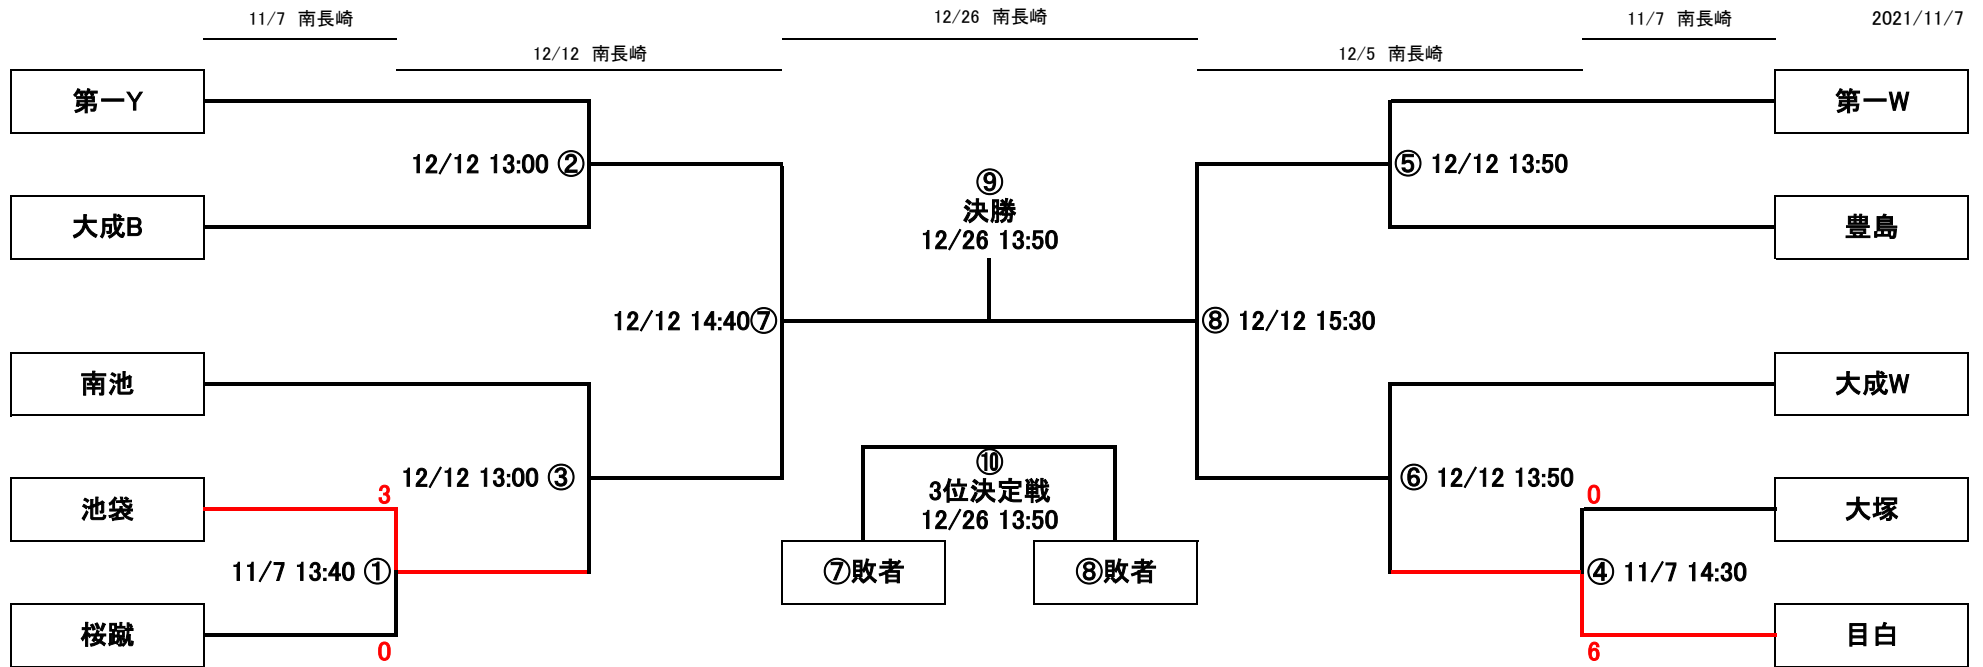 11/7 南長崎
12/26 南長崎
11/7 南長崎
2021/11/7
12/12 南長崎
12/5 南長崎
第一Y
第一W
12/12 13:00 ②
⑤ 12/12 13:50
⑨
決勝
12/26 13:50
大成B
豊島
12/12 14:40⑦
⑧ 12/12 15:30
南池
大成W
12/12 13:00 ③
⑩
3位決定戦
12/26 13:50
⑥ 12/12 13:50
池袋
3
0
大塚
11/7 13:40 ①
⑦敗者
⑧敗者
④ 11/7 14:30
桜蹴
0
6
目白